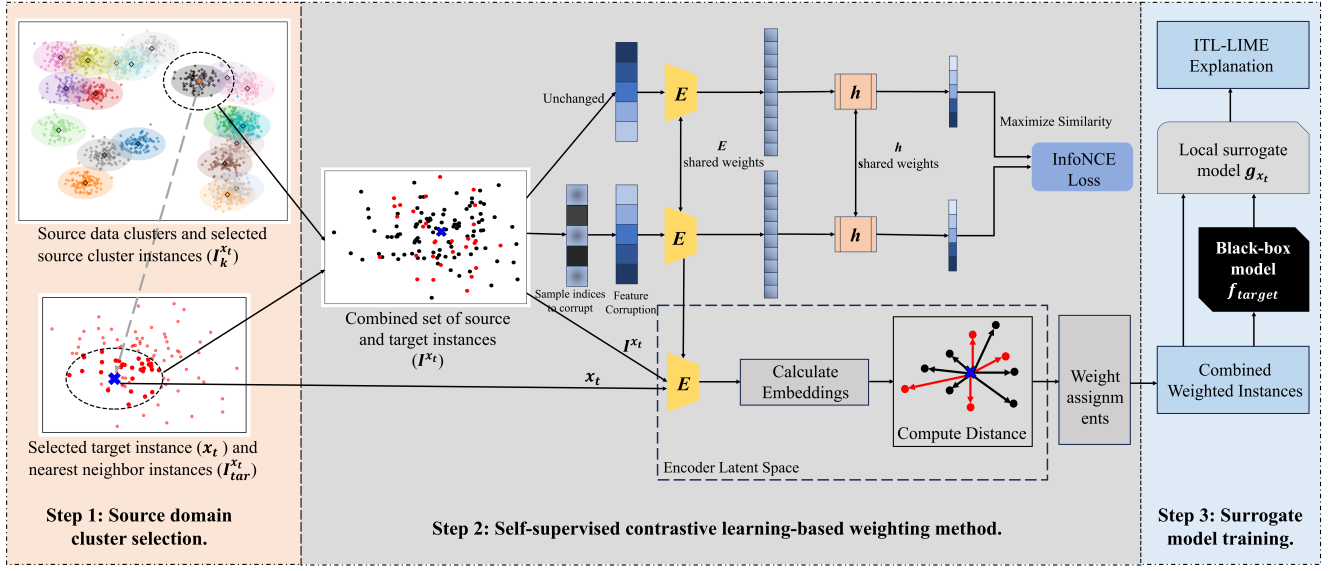 Source data clusters and selected
source cluster instances (I_k^{x_t})
Selected target instance (x_t) and
nearest neighbor instances (I_{tar}^{x_t})
Step 1: Source domain
cluster selection.
Combined set of source
and target instances
(I^{x_t})
Unchanged
E
E
shared weights
E
Sample indices
to corrupt
Feature
Corruption
h
h
shared weights
h
Maximize Similarity
InfoNCE
Loss
I^{x_t}
x_t
E
Calculate
Embeddings
Compute Distance
Encoder Latent Space
Weight
assignm
ents
Step 2: Self-supervised contrastive learning-based weighting method.
ITL-LIME
Explanation
Local surrogate
model g_{x_t}
Black-box
model
f_{target}
Combined
Weighted Instances
Step 3: Surrogate
model training.